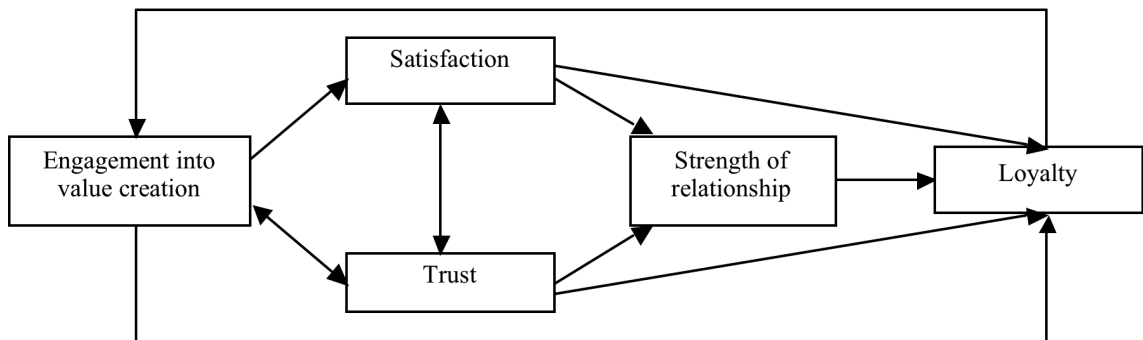 Satisfaction
Engagement into
value creation
Strength of
relationship
Loyalty
Trust